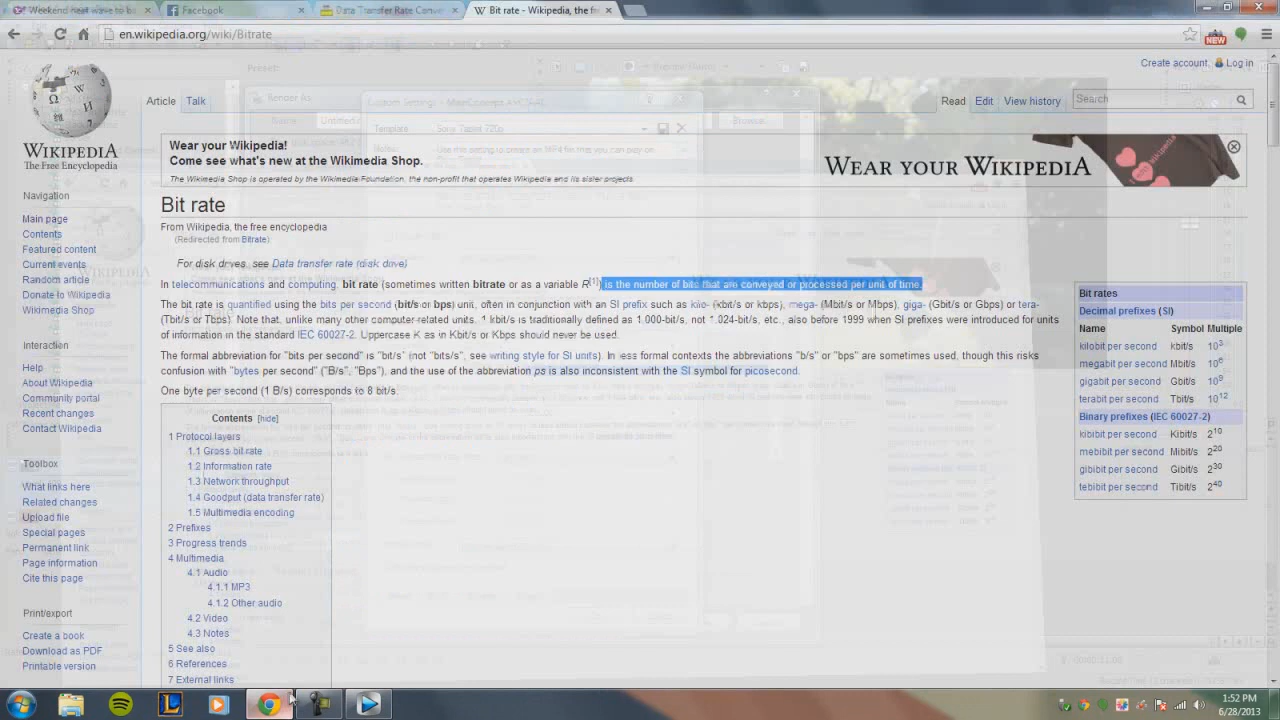 Weekend heat wave to b
Facebook
Data Transfer Rate Conve
Bit rate - Wikipedia, the fr
en.wikipedia.org/wiki/Bitrate
NEW
Create account
Log in
Article
Talk
Read
Edit
View history
Search
WIKIPEDIA
The Free Encyclopedia
Wear your Wikipedia!
Come see what's new at the Wikimedia Shop.
The Wikimedia Shop is operated by the Wikimedia Foundation, the non-profit that operates Wikipedia and its sister projects
WEAR YOUR WIKIPEDIA
Preset:
Render As
Name
Custom Settings - MainConcept AVC/AAC
Template
Sony Tablet 720p
Notes:
Browse...
Navigation
Main page
Contents
Featured content
Current events
Random article
Donate to Wikipedia
Wikimedia Shop
Interaction
Help
About Wikipedia
Community portal
Recent changes
Contact Wikipedia
Toolbox
What links here
Related changes
Upload file
Special pages
Permanent link
Page information
Cite this page
Print/export
Create a book
Download as PDF
Printable version
Bit rate
From Wikipedia, the free encyclopedia
(Redirected from Bitrate)
For disk drives, see Data transfer rate (disk drive)
In telecommunications and computing, bit rate (sometimes written bitrate or as a variable R[1]) is the number of bits that are conveyed or processed per unit of time.
The bit rate is quantified using the bits per second (bit/s or bps) unit, often in conjunction with an SI prefix such as kilo- (kbit/s or kbps), mega- (Mbit/s or Mbps), giga- (Gbit/s or Gbps) or tera-
(Tbit/s or Tbps). Note that, unlike many other computer-related units, 1 kbit/s is traditionally defined as 1,000-bit/s, not 1,024-bit/s, etc., also before 1999 when SI prefixes were introduced for units
of information in the standard IEC 60027-2. Uppercase K as in Kbit/s or Kbps should never be used.
The formal abbreviation for "bits per second" is "bit/s" (not "bits/s", see writing style for SI units). In less formal contexts the abbreviations "b/s" or "bps" are sometimes used, though this risks
confusion with "bytes per second" ("B/s", "Bps"), and the use of the abbreviation ps is also inconsistent with the SI symbol for picosecond.
One byte per second (1 B/s) corresponds to 8 bit/s.
Contents [hide]
1 Protocol layers
1.1 Gross bit rate
1.2 Information rate
1.3 Network throughput
1.4 Goodput (data transfer rate)
1.5 Multimedia encoding
2 Prefixes
3 Progress trends
4 Multimedia
4.1 Audio
4.1.1 MP3
4.1.2 Other audio
4.2 Video
4.3 Notes
5 See also
6 References
7 External links
Bit rates
Decimal prefixes (SI)
Name Symbol Multiple
kilobit per second kbit/s 10³
megabit per second Mbit/s 10⁶
gigabit per second Gbit/s 10⁹
terabit per second Tbit/s 10¹²
Binary prefixes (IEC 60027-2)
kibibit per second Kibit/s 2¹⁰
mebibit per second Mibit/s 2²⁰
gibibit per second Gibit/s 2³⁰
tebibit per second Tibit/s 2⁴⁰
1:52 PM
6/28/2013